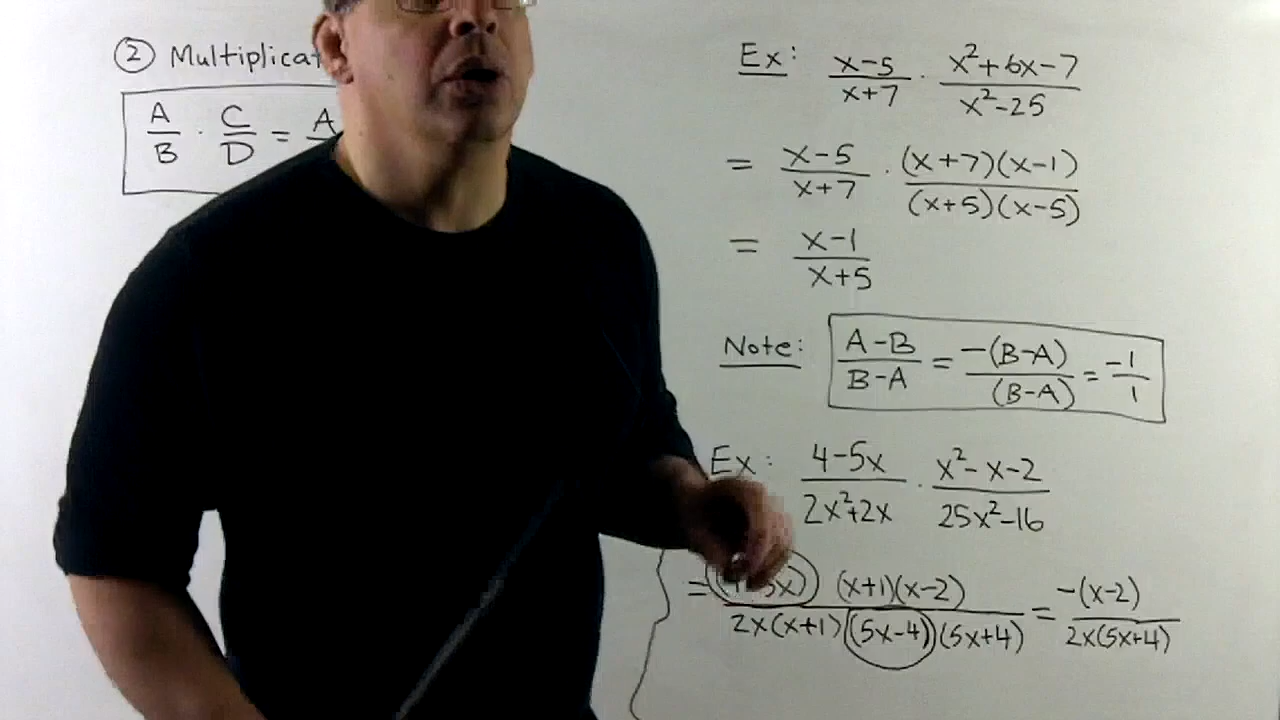 ② Multiplicat
A/B · C/D = A
Ex: (x-5)/(x+7) · (x²+6x-7)/(x²-25)
= (x-5)/(x+7) · ((x+7)(x-1))/((x+5)(x-5))
= (x-1)/(x+5)
Note: (A-B)/(B-A) = (-(B-A))/((B-A)) = -1/1
Ex: (4-5x)/(2x²+2x) · (x²-x-2)/(25x²-16)
= ((x+1)(x-2))/(2x(x+1)(5x-4)(5x+4)) = (-(x-2))/(2x(5x+4))